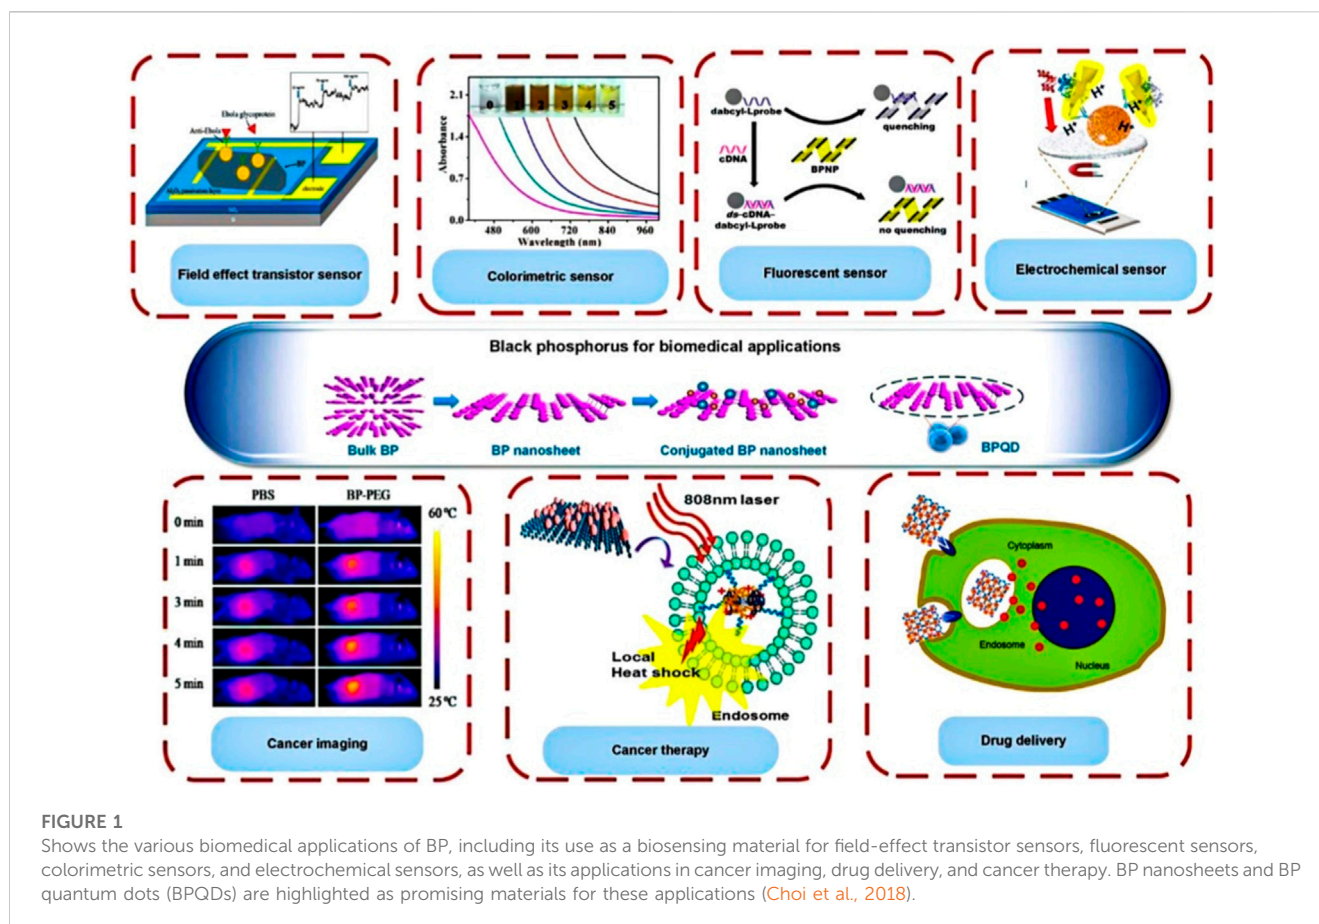 Ebola glycoprotein
Anti-Ebola
BP
electrode
Field effect transistor sensor
2.1
1.4
0.7
0.0
Absorbance
0 1 2 3 4 5
480 600 720 840 960
Wavelength (nm)
Colorimetric sensor
dabcyl-Lprobe
quenching
cDNA
BPNP
ds-cDNA-
dabcyl-Lprobe
no quenching
Fluorescent sensor
H+
H+
H+
H+
Electrochemical sensor
Black phosphorus for biomedical applications
Bulk BP
BP nanosheet
Conjugated BP nanosheet
BPQD
PBS BP-PEG
0 min
1 min
3 min
4 min
5 min
60 ℃
25 ℃
Cancer imaging
808nm laser
Local
Heat shock
Endosome
Cancer therapy
Cytoplasm
Endosome
Nucleus
Drug delivery
FIGURE 1
Shows the various biomedical applications of BP, including its use as a biosensing material for field-effect transistor sensors, fluorescent sensors,
colorimetric sensors, and electrochemical sensors, as well as its applications in cancer imaging, drug delivery, and cancer therapy. BP nanosheets and BP
quantum dots (BPQDs) are highlighted as promising materials for these applications (Choi et al., 2018).